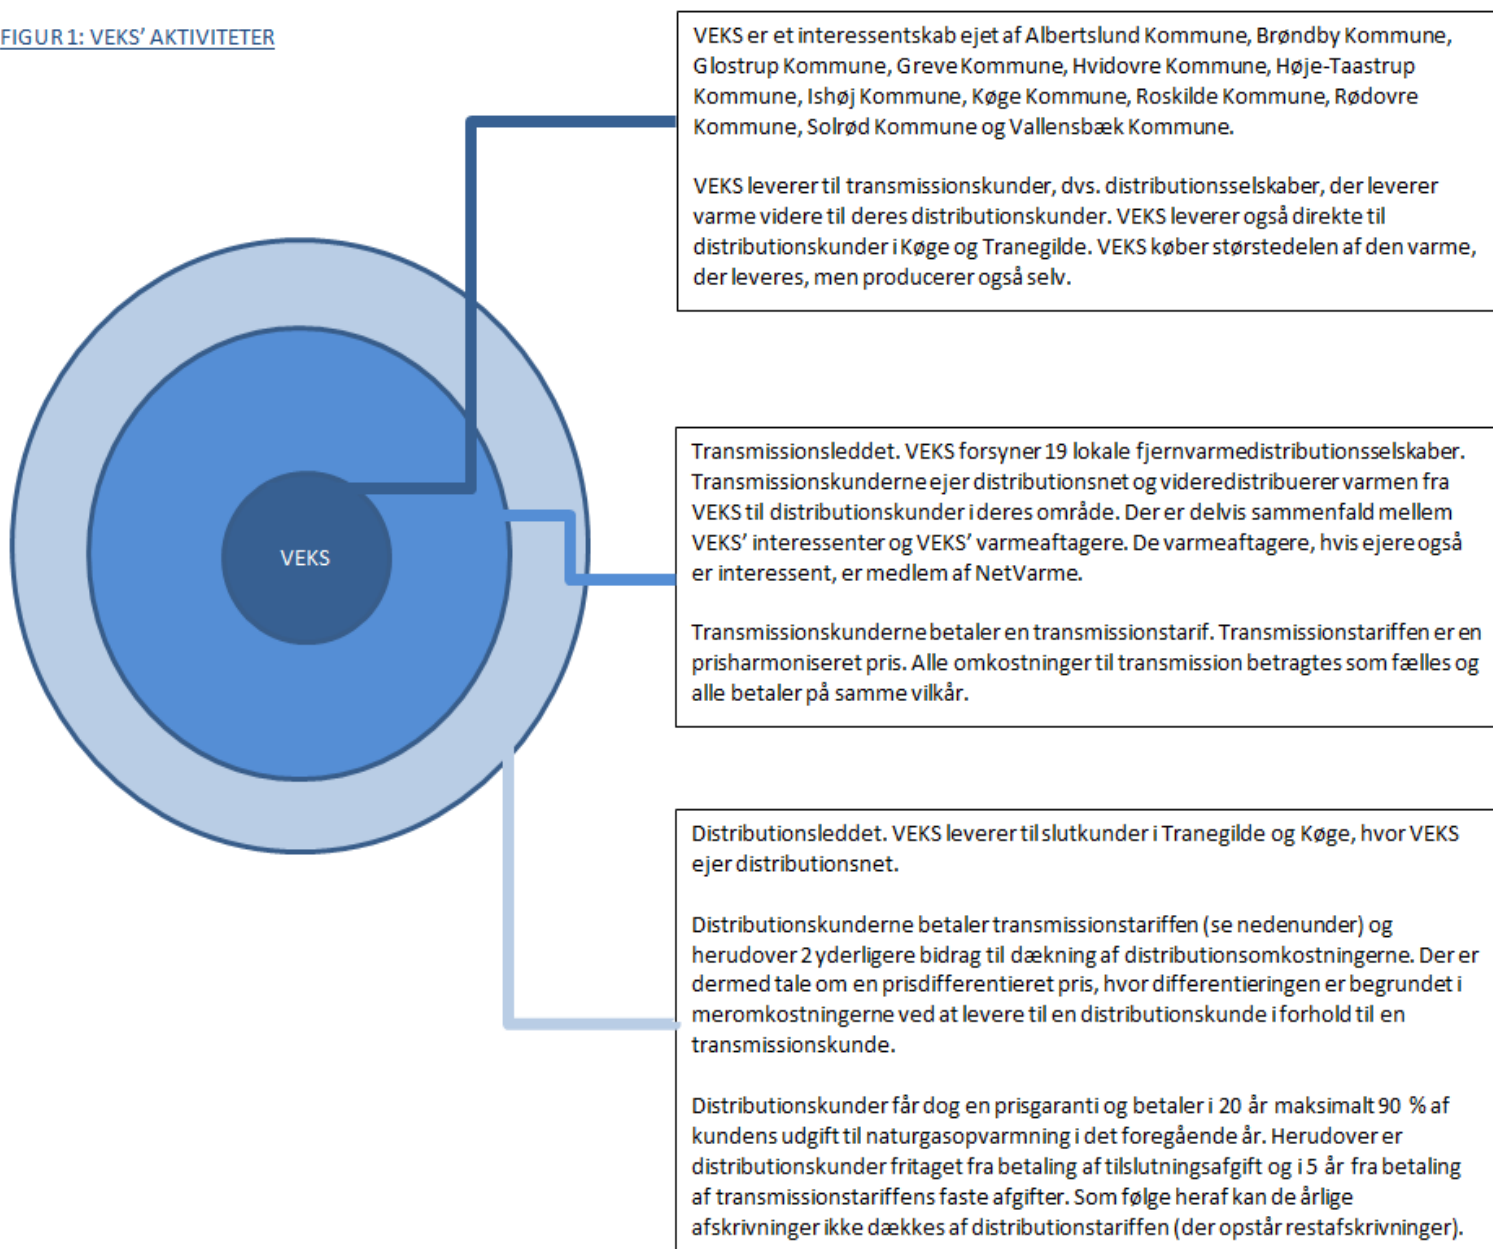 FIGUR 1: VEKS’ AKTIVITETER
VEKS er et interessentskab ejet af Albertslund Kommune, Brøndby Kommune,
Glostrup Kommune, Greve Kommune, Hvidovre Kommune, Høje-Taastrup
Kommune, Ishøj Kommune, Køge Kommune, Roskilde Kommune, Rødovre
Kommune, Solrød Kommune og Vallensbæk Kommune.
VEKS leverer til transmissionskunder, dvs. distributionsselskaber, der leverer
varme videre til deres distributionskunder. VEKS leverer også direkte til
distributionskunder i Køge og Tranegilde. VEKS køber størstedelen af den varme,
der leveres, men producerer også selv.
VEKS
Transmissionsleddet. VEKS forsyner 19 lokale fjernvarmedistributionsselskaber.
Transmissionskunderne ejer distributionsnet og videredistribuerer varmen fra
VEKS til distributionskunder i deres område. Der er delvis sammenfald mellem
VEKS’ interessenter og VEKS’ varmeaftagere. De varmeaftagere, hvis ejere også
er interessent, er medlem af NetVarme.
Transmissionskunderne betaler en transmissionstarif. Transmissionstariffen er en
prisharmoniseret pris. Alle omkostninger til transmission betragtes som fælles og
alle betaler på samme vilkår.
Distributionsleddet. VEKS leverer til slutkunder i Tranegilde og Køge, hvor VEKS
ejer distributionsnet.
Distributionskunderne betaler transmissionstariffen (se nedenunder) og
herudover 2 yderligere bidrag til dækning af distributionsomkostningerne. Der er
dermed tale om en prisdifferentieret pris, hvor differentieringen er begrundet i
meromkostningerne ved at levere til en distributionskunde i forhold til en
transmissionskunde.
Distributionskunder får dog en prisgaranti og betaler i 20 år maksimalt 90 % af
kundens udgift til naturgasopvarmning i det foregående år. Herudover er
distributionskunder fritaget fra betaling af tilslutningsafgift og i 5 år fra betaling
af transmissionstariffens faste afgifter. Som følge heraf kan de årlige
afskrivninger ikke dækkes af distributionstariffen (der opstår restafskrivninger).